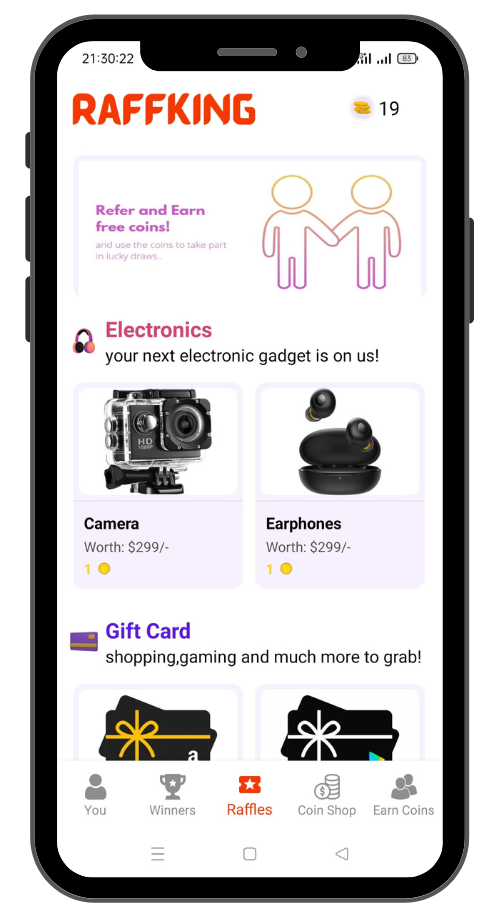 21:30:22
83
RAFFKING
19
Refer and Earn
free coins!
and use the coins to take part
in lucky draws..
Electronics
your next electronic gadget is on us!
HD
1080P
Camera
Worth: $299/-
1
Earphones
Worth: $299/-
1
Gift Card
shopping,gaming and much more to grab!
a
You
Winners
Raffles
Coin Shop
Earn Coins